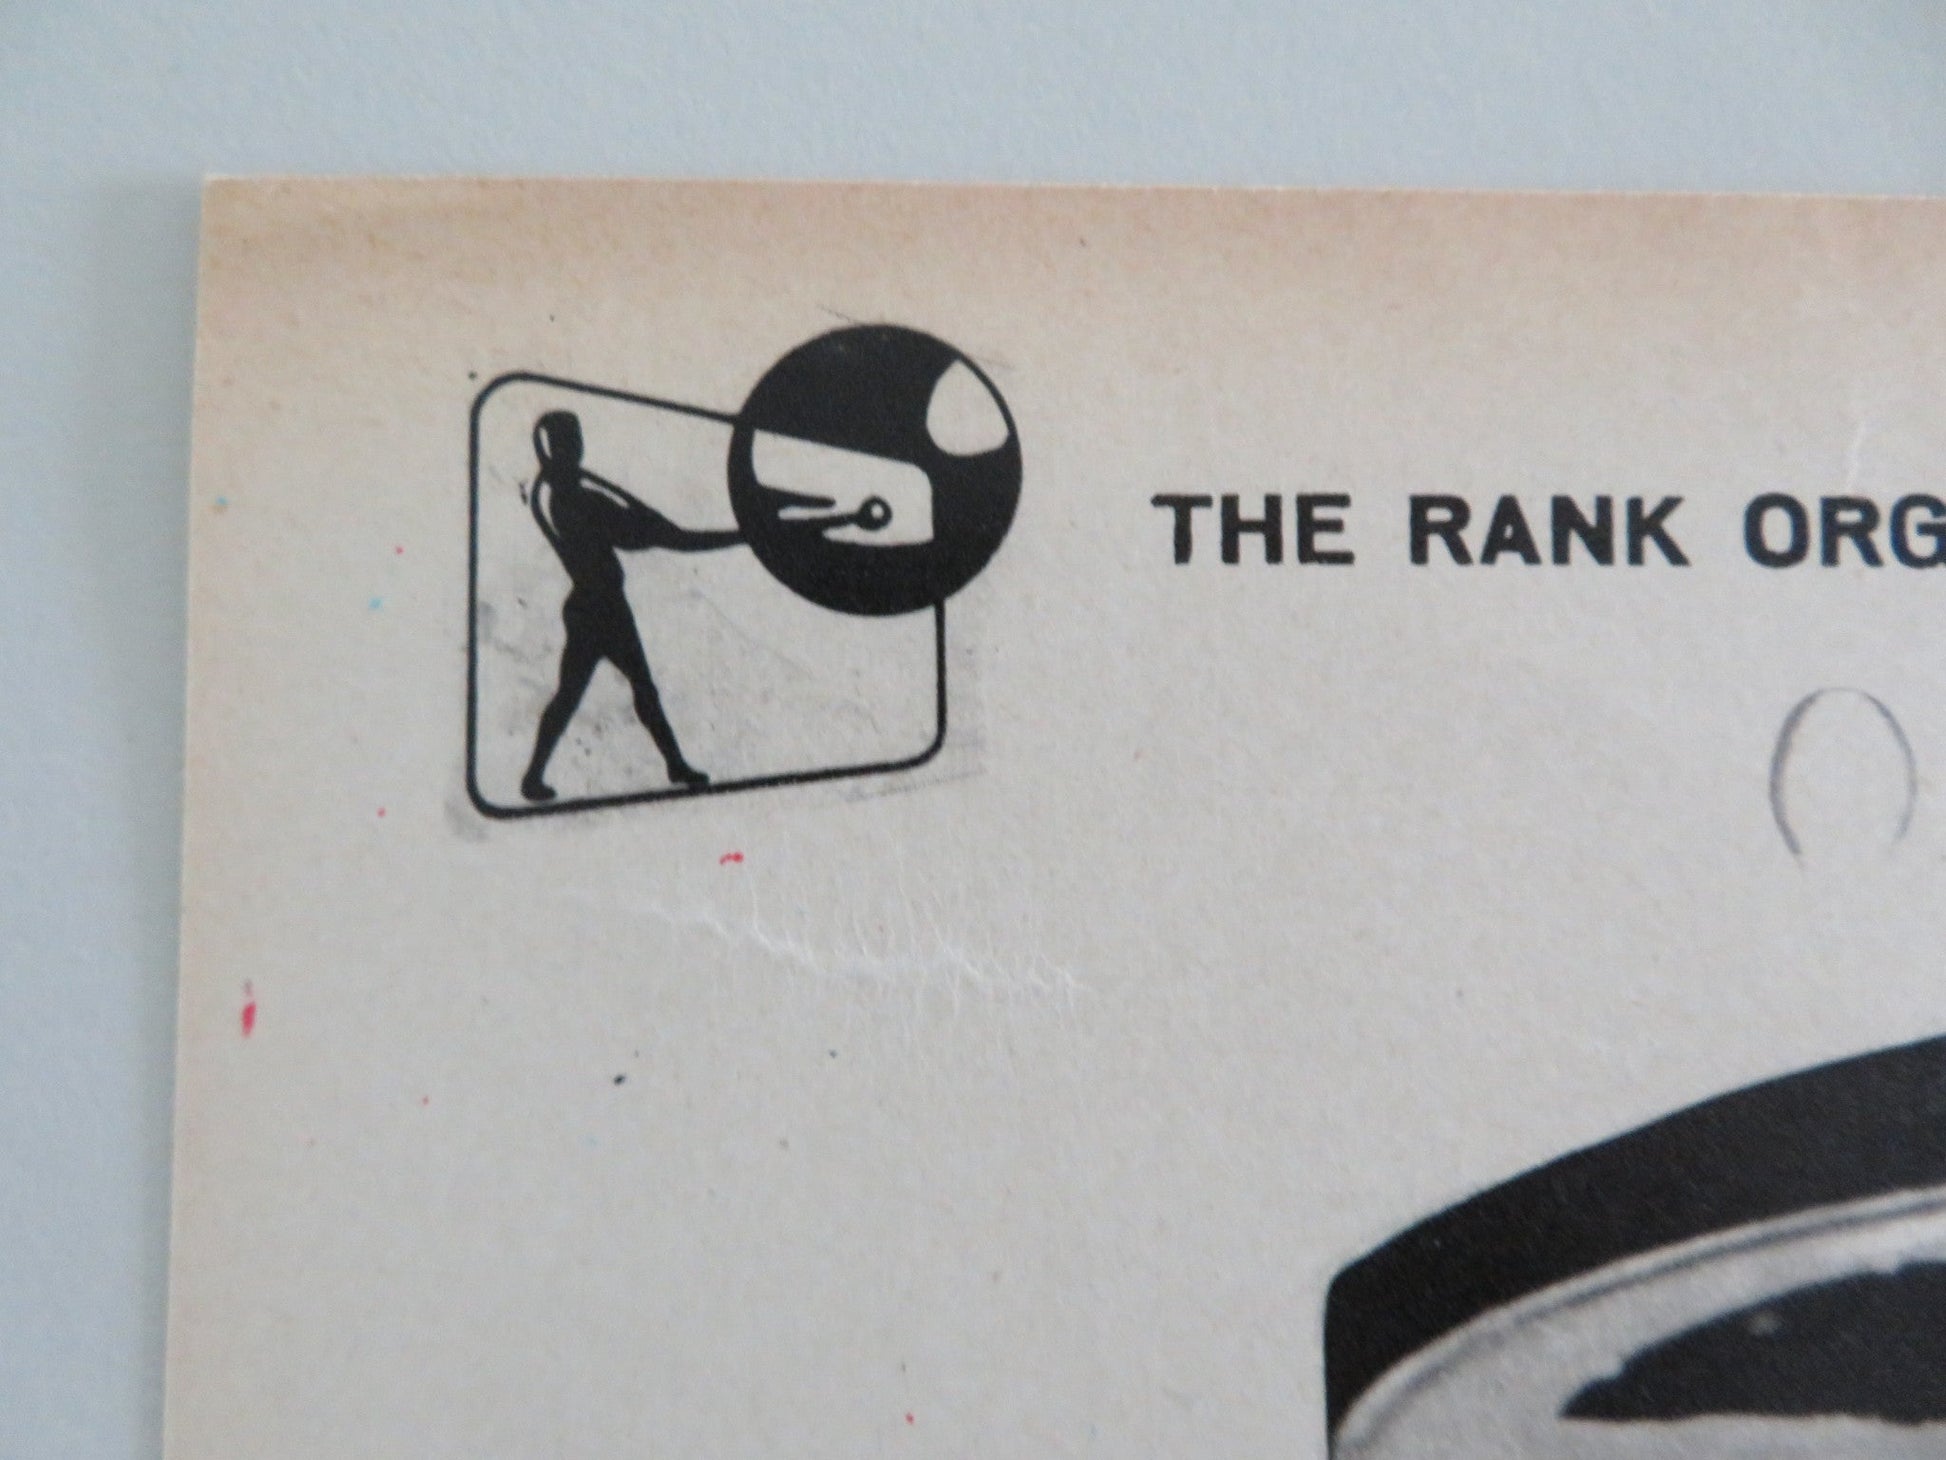 THE RANK ORG